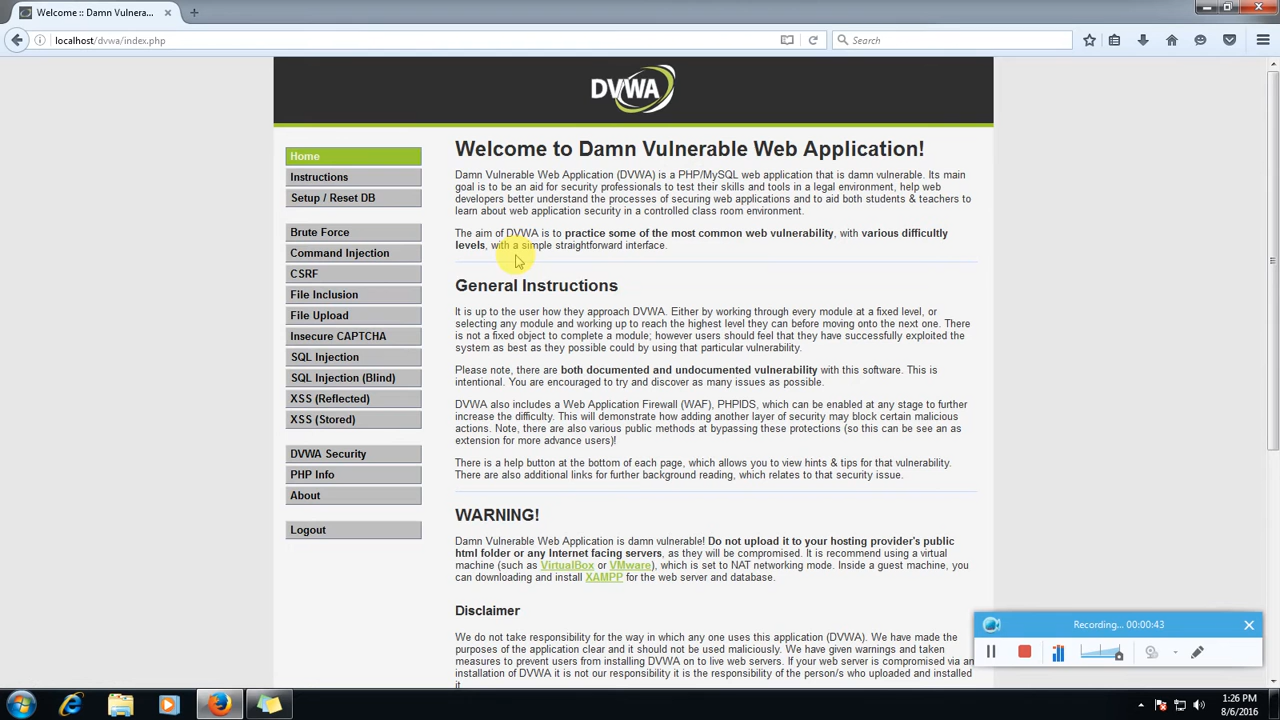 Welcome :: Damn Vulnera...
localhost/dvwa/index.php
Search
DVWA
Home
Instructions
Setup / Reset DB
Brute Force
Command Injection
CSRF
File Inclusion
File Upload
Insecure CAPTCHA
SQL Injection
SQL Injection (Blind)
XSS (Reflected)
XSS (Stored)
DVWA Security
PHP Info
About
Logout
Welcome to Damn Vulnerable Web Application!
Damn Vulnerable Web Application (DVWA) is a PHP/MySQL web application that is damn vulnerable. Its main
goal is to be an aid for security professionals to test their skills and tools in a legal environment, help web
developers better understand the processes of securing web applications and to aid both students & teachers to
learn about web application security in a controlled class room environment.
The aim of DVWA is to practice some of the most common web vulnerability, with various difficultly
levels, with a simple straightforward interface.
General Instructions
It is up to the user how they approach DVWA. Either by working through every module at a fixed level, or
selecting any module and working up to reach the highest level they can before moving onto the next one. There
is not a fixed object to complete a module; however users should feel that they have successfully exploited the
system as best as they possible could by using that particular vulnerability.
Please note, there are both documented and undocumented vulnerability with this software. This is
intentional. You are encouraged to try and discover as many issues as possible.
DVWA also includes a Web Application Firewall (WAF), PHPIDS, which can be enabled at any stage to further
increase the difficulty. This will demonstrate how adding another layer of security may block certain malicious
actions. Note, there are also various public methods at bypassing these protections (so this can be see an as
extension for more advance users)!
There is a help button at the bottom of each page, which allows you to view hints & tips for that vulnerability.
There are also additional links for further background reading, which relates to that security issue.
WARNING!
Damn Vulnerable Web Application is damn vulnerable! Do not upload it to your hosting provider's public
html folder or any Internet facing servers, as they will be compromised. It is recommend using a virtual
machine (such as VirtualBox or VMware), which is set to NAT networking mode. Inside a guest machine, you
can downloading and install XAMPP for the web server and database.
Disclaimer
We do not take responsibility for the way in which any one uses this application (DVWA). We have made the
purposes of the application clear and it should not be used maliciously. We have given warnings and taken
measures to prevent users from installing DVWA on to live web servers. If your web server is compromised via an
installation of DVWA it is not our responsibility it is the responsibility of the person/s who uploaded and installed
it.
Recording... 00:00:43
1:26 PM
8/6/2016